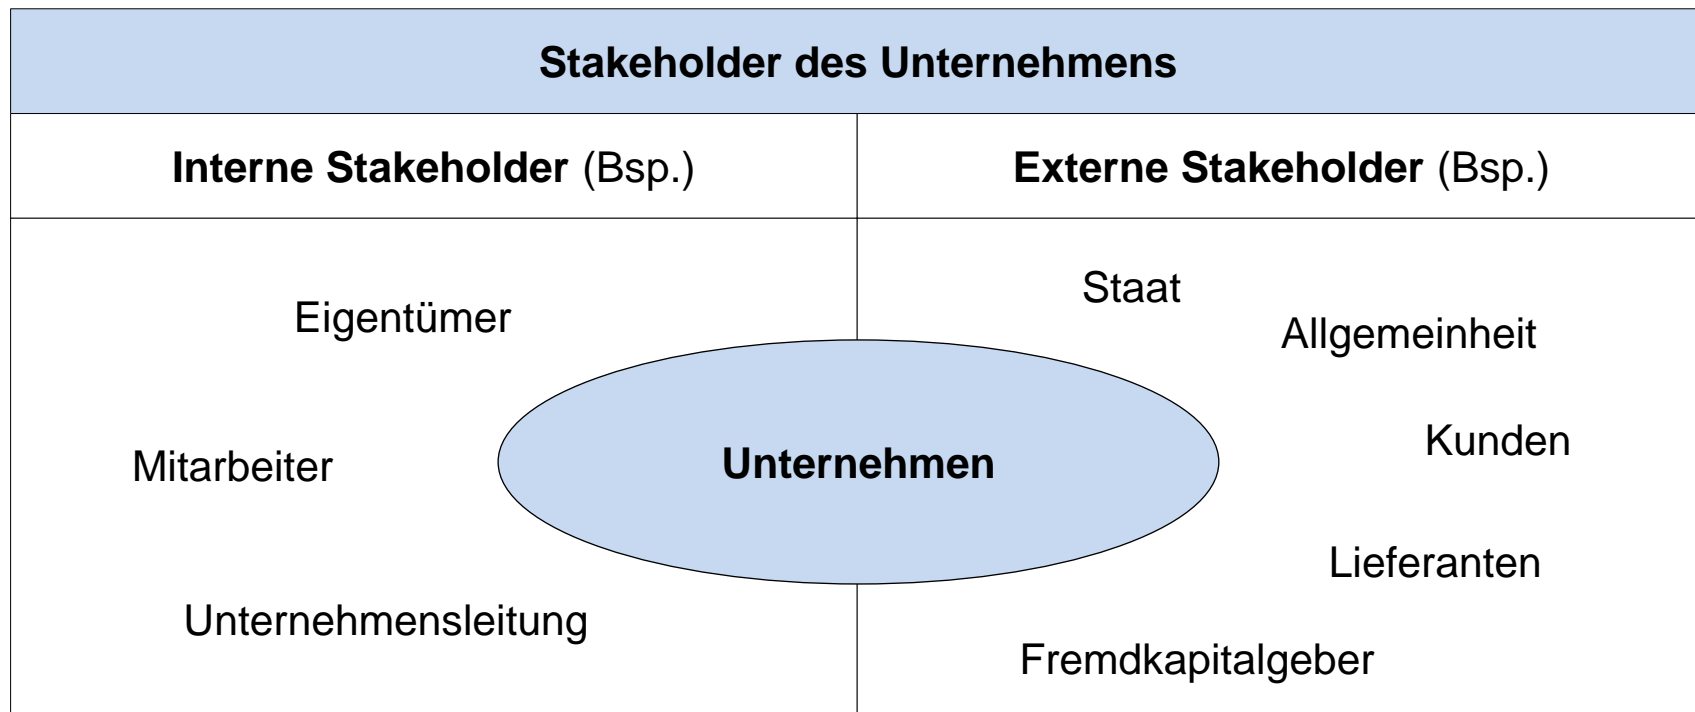 Stakeholder des Unternehmens
Interne Stakeholder (Bsp.)
Externe Stakeholder (Bsp.)
Eigentümer
Mitarbeiter
Unternehmensleitung
Unternehmen
Staat
Allgemeinheit
Kunden
Lieferanten
Fremdkapitalgeber